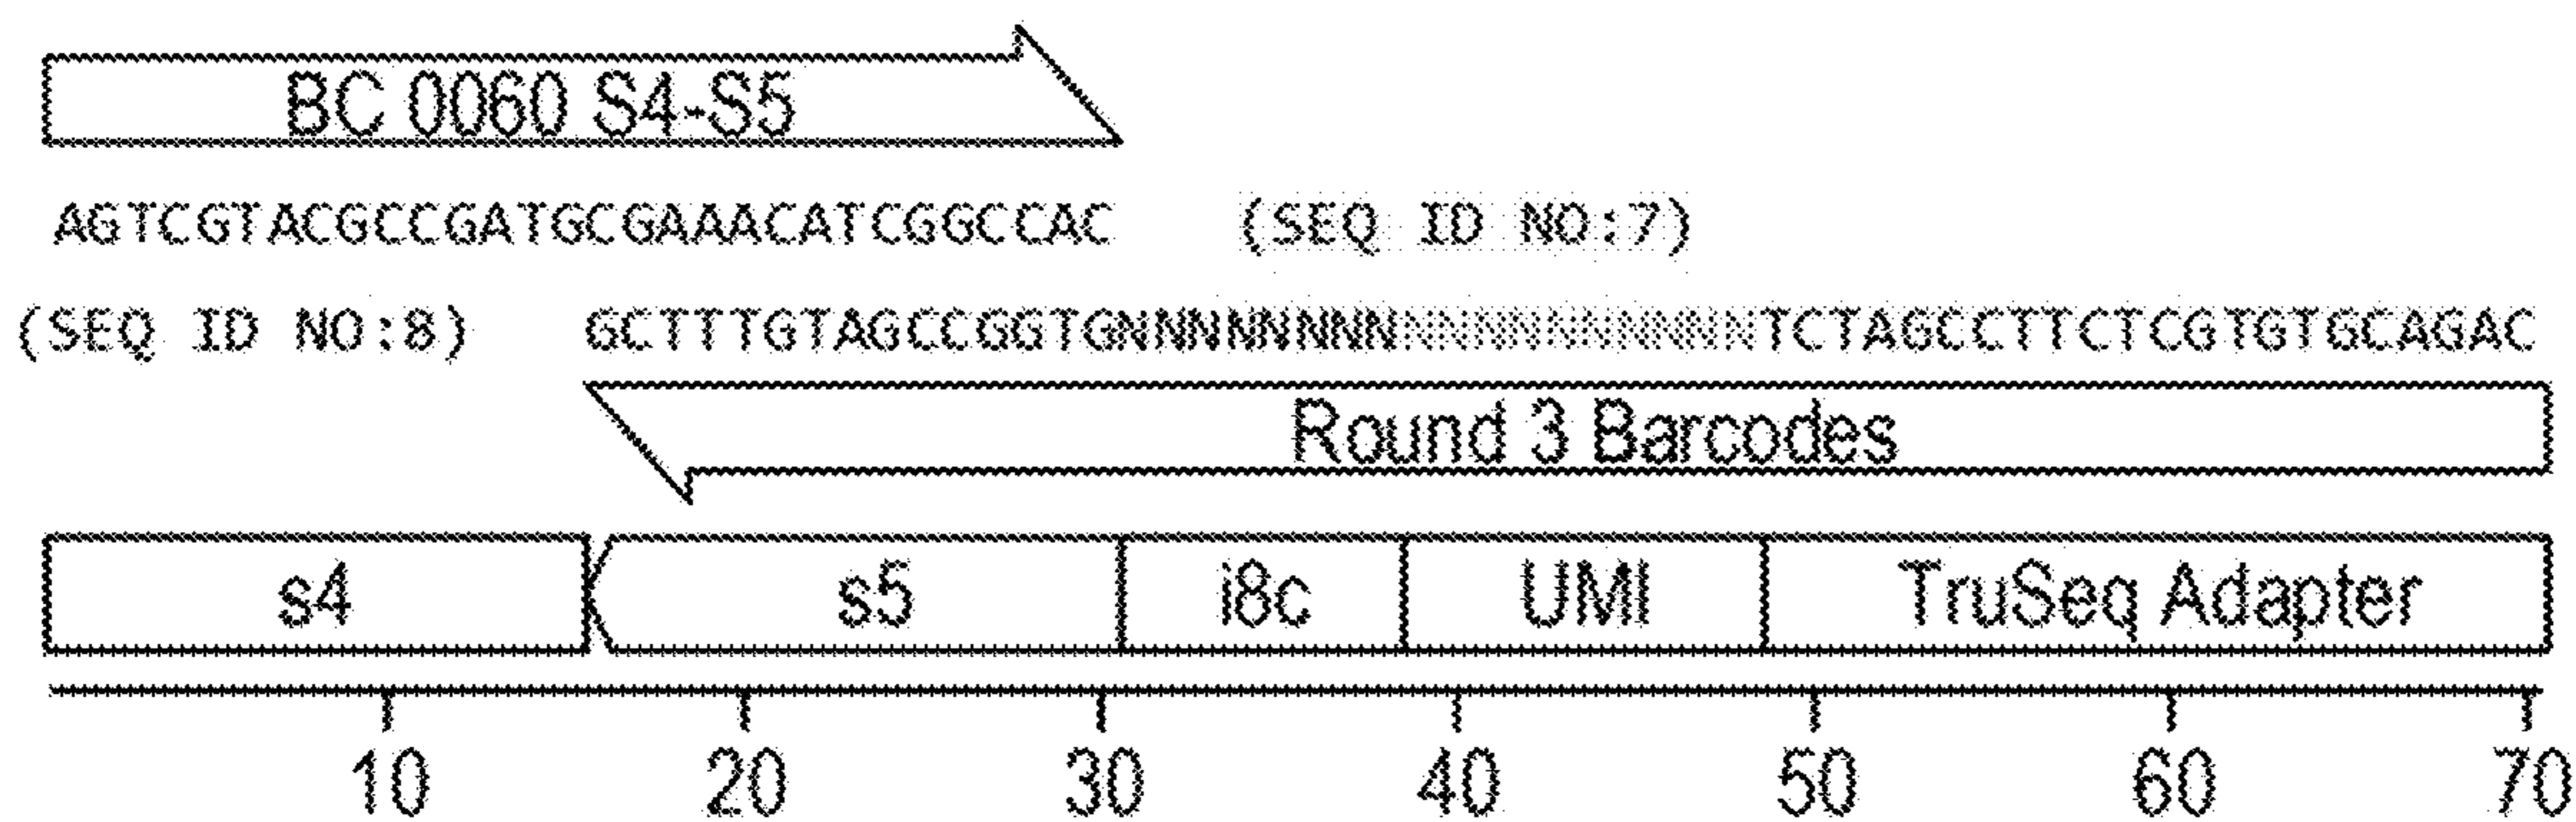 BC 0060 S4-S5
AGTCGTACGCCGATGCGAAACATCGGCCAC (SEQ ID NO:7)
(SEQ ID NO:8) GCTTTGTAGCCGGTGNNNNNNNNNNNNNNNNNNTCTAGCCTTCTCGTGTGCAGAC
Round 3 Barcodes
s4 s5 i8c UMI TruSeq Adapter
10 20 30 40 50 60 70